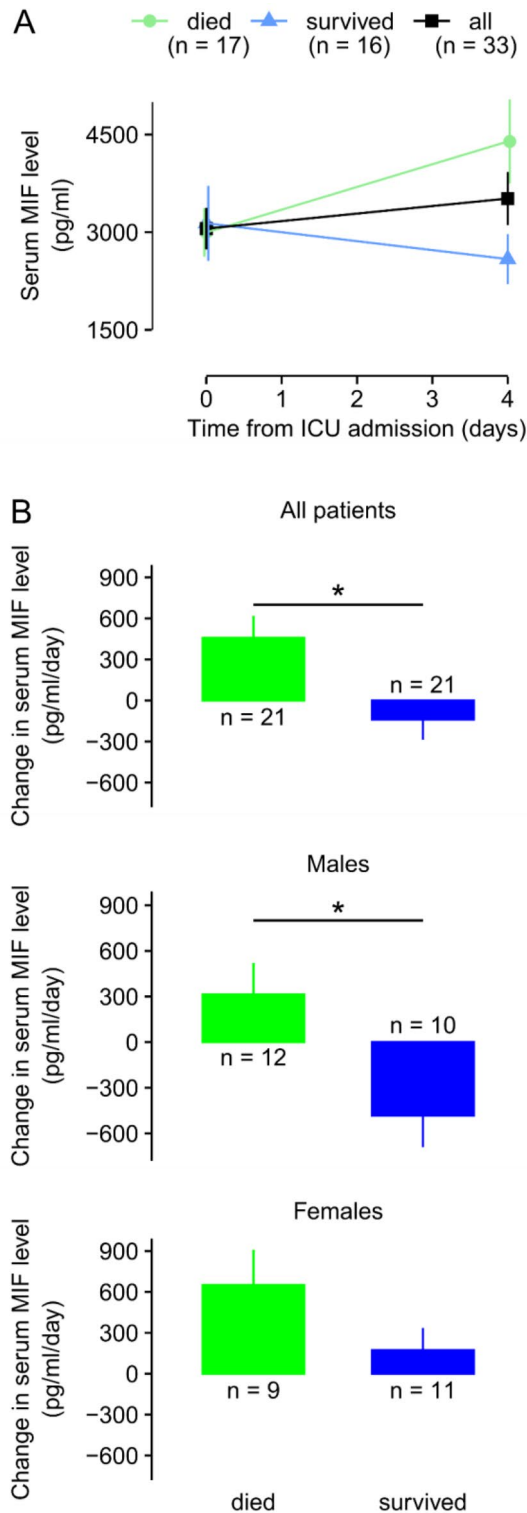 A
died survived all
(n = 17) (n = 16) (n = 33)
Serum MIF level
(pg/ml)
4500
3000
1500
0 1 2 3 4
Time from ICU admission (days)
B
All patients
Change in serum MIF level
(pg/ml/day)
900
600
300
0
−300
−600
*
n = 21
n = 21
Males
Change in serum MIF level
(pg/ml/day)
900
600
300
0
−300
−600
*
n = 10
n = 12
Females
Change in serum MIF level
(pg/ml/day)
900
600
300
0
−300
−600
n = 9 n = 11
died survived